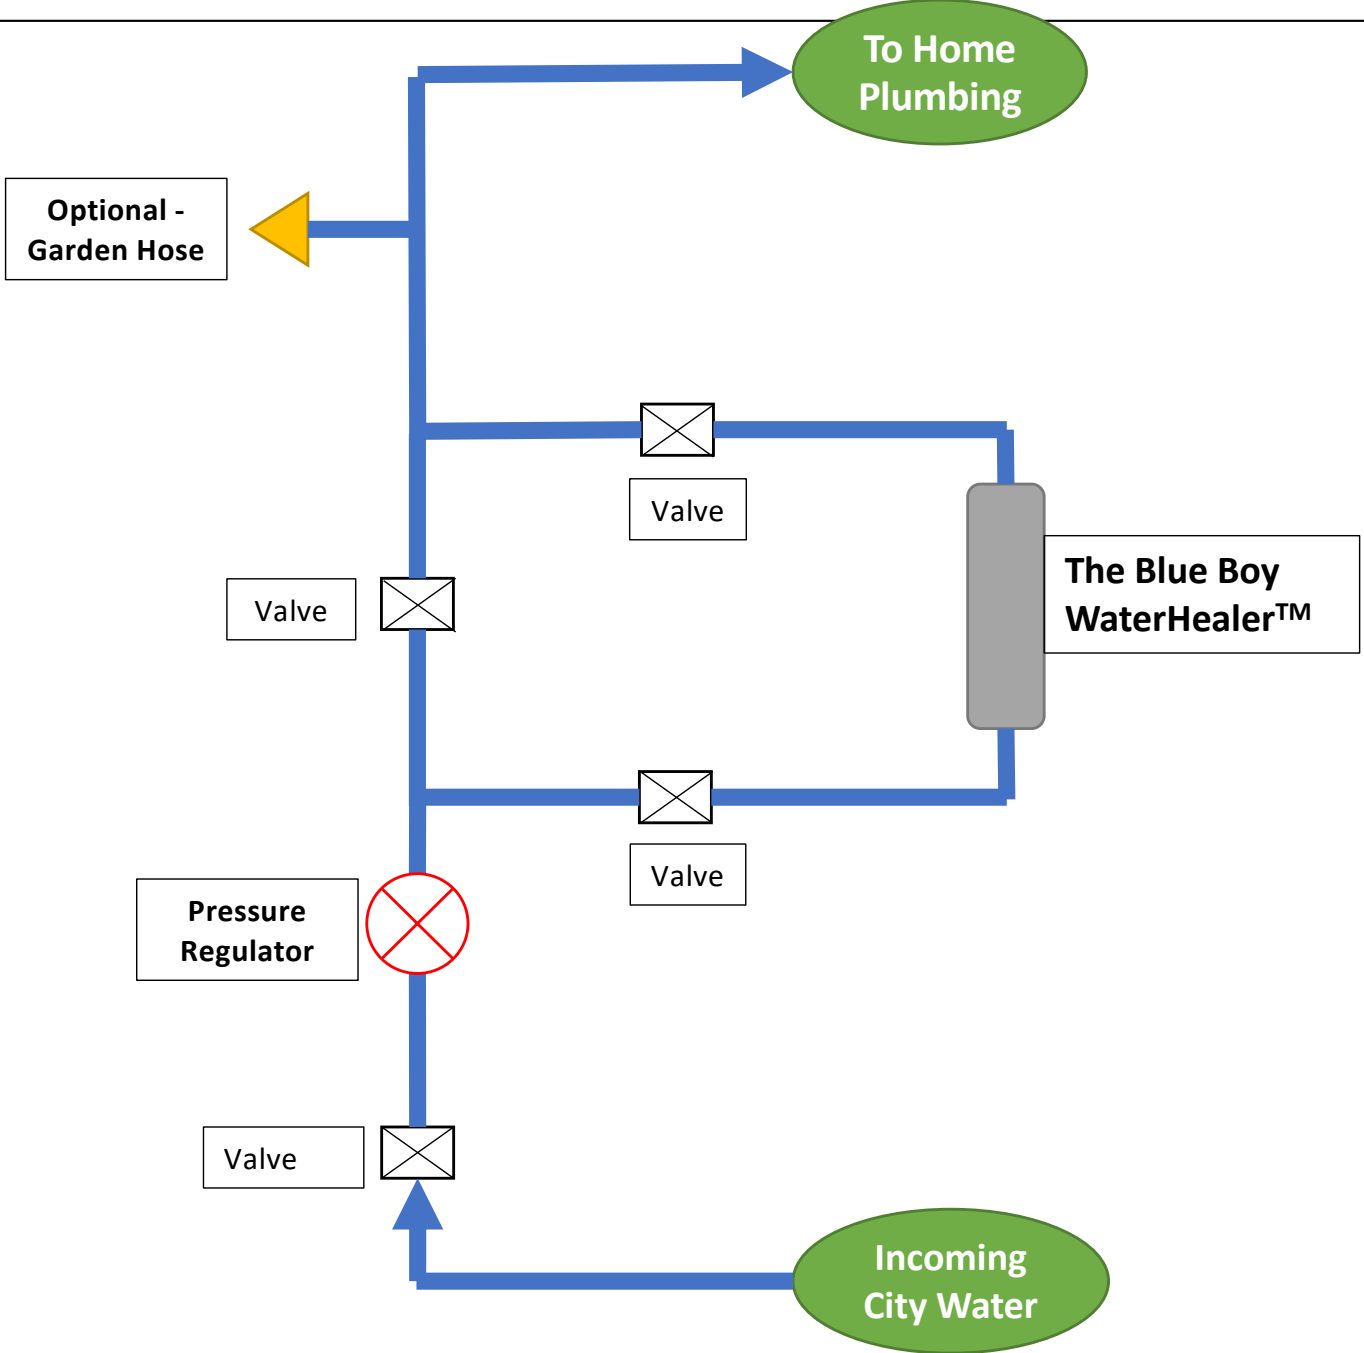 To Home
Plumbing
Optional -
Garden Hose
Valve
The Blue Boy
WaterHealer™
Valve
Valve
Pressure
Regulator
Valve
Incoming
City Water